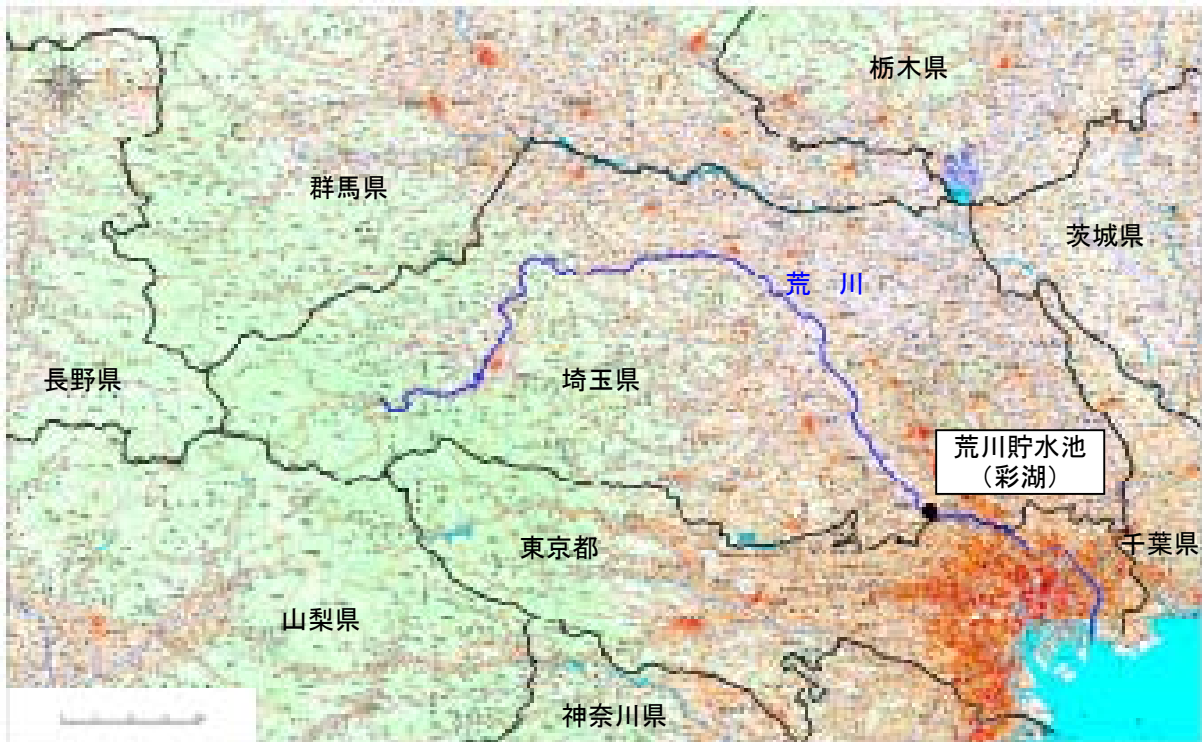 栃木県
群馬県
茨城県
荒 川
長野県
埼玉県
荒川貯水池
（彩湖）
東京都
千葉県
山梨県
神奈川県